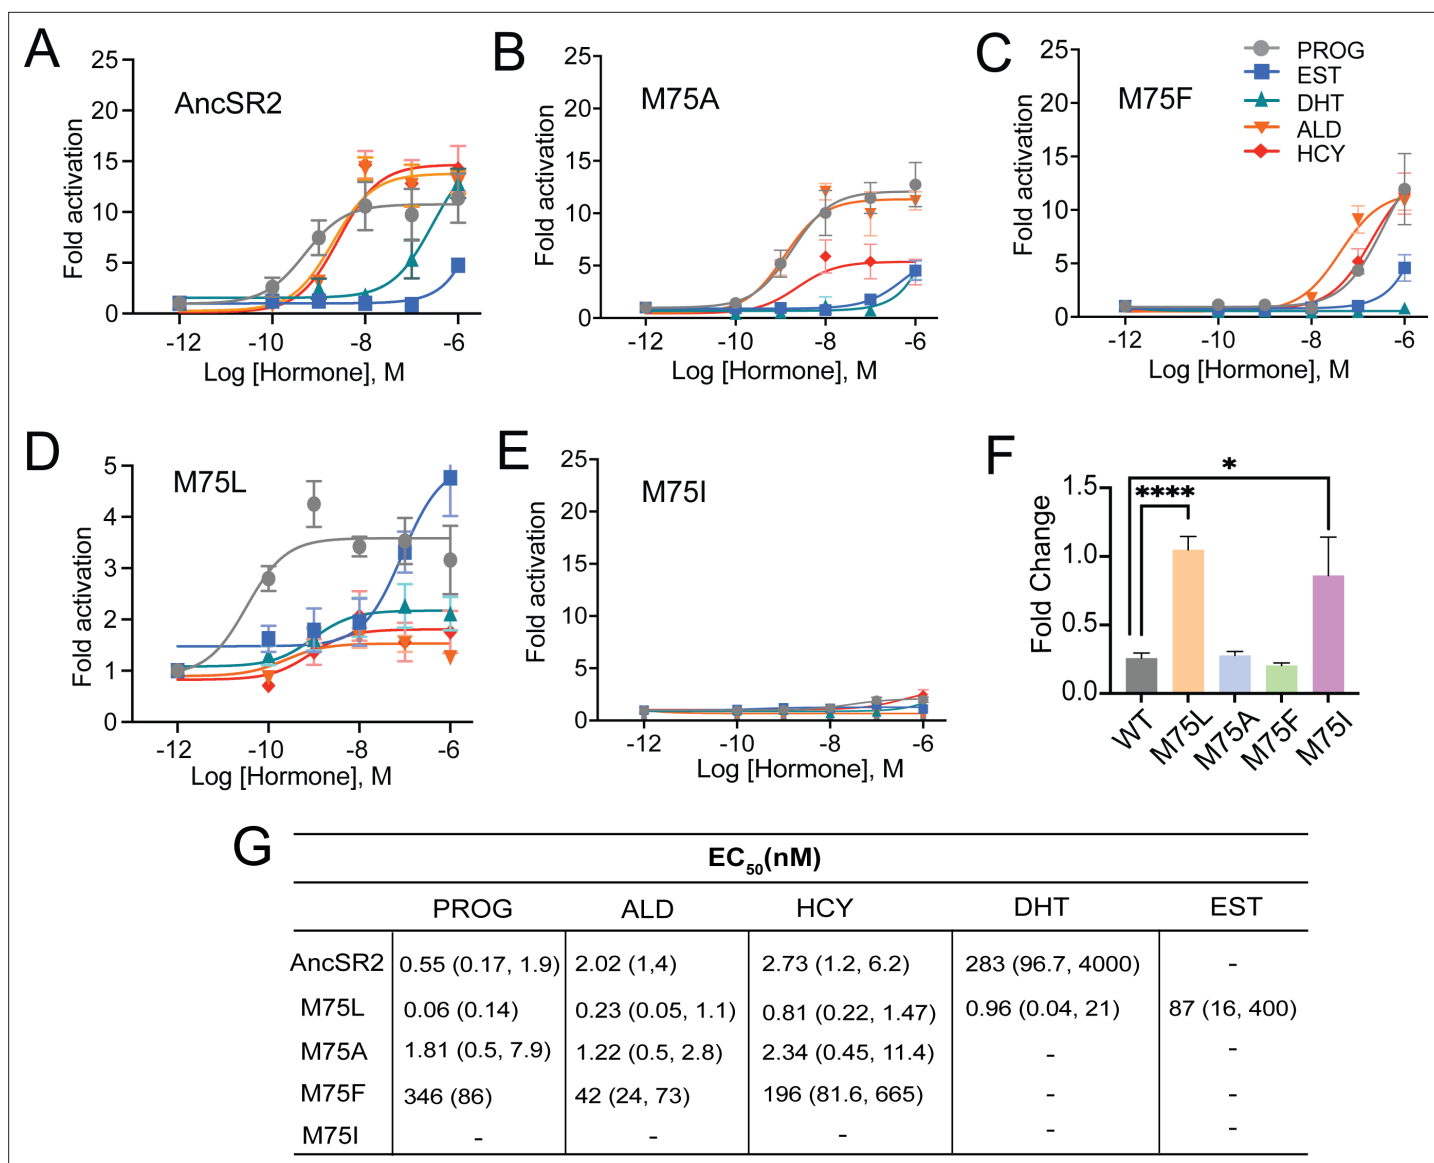 A
25
20
15
10
5
0
Fold activation
AncSR2
-12 -10 -8 -6
Log [Hormone], M
B
25
20
15
10
5
0
Fold activation
M75A
-12 -10 -8 -6
Log [Hormone], M
C
25
20
15
10
5
0
Fold activation
M75F
PROG
EST
DHT
ALD
HCY
-12 -10 -8 -6
Log [Hormone], M
D
5
4
3
2
1
0
Fold activation
M75L
-12 -10 -8 -6
Log [Hormone], M
E
25
20
15
10
5
0
Fold activation
M75I
-12 -10 -8 -6
Log [Hormone], M
F
1.5
1.0
0.5
0.0
Fold Change
*
****
WT M75L M75A M75F M75I
G
EC50(nM)
PROG ALD HCY DHT EST
AncSR2 0.55 (0.17, 1.9) 2.02 (1,4) 2.73 (1.2, 6.2) 283 (96.7, 4000) -
M75L 0.06 (0.14) 0.23 (0.05, 1.1) 0.81 (0.22, 1.47) 0.96 (0.04, 21) 87 (16, 400)
M75A 1.81 (0.5, 7.9) 1.22 (0.5, 2.8) 2.34 (0.45, 11.4) - -
M75F 346 (86) 42 (24, 73) 196 (81.6, 665) - -
M75I - - - - -